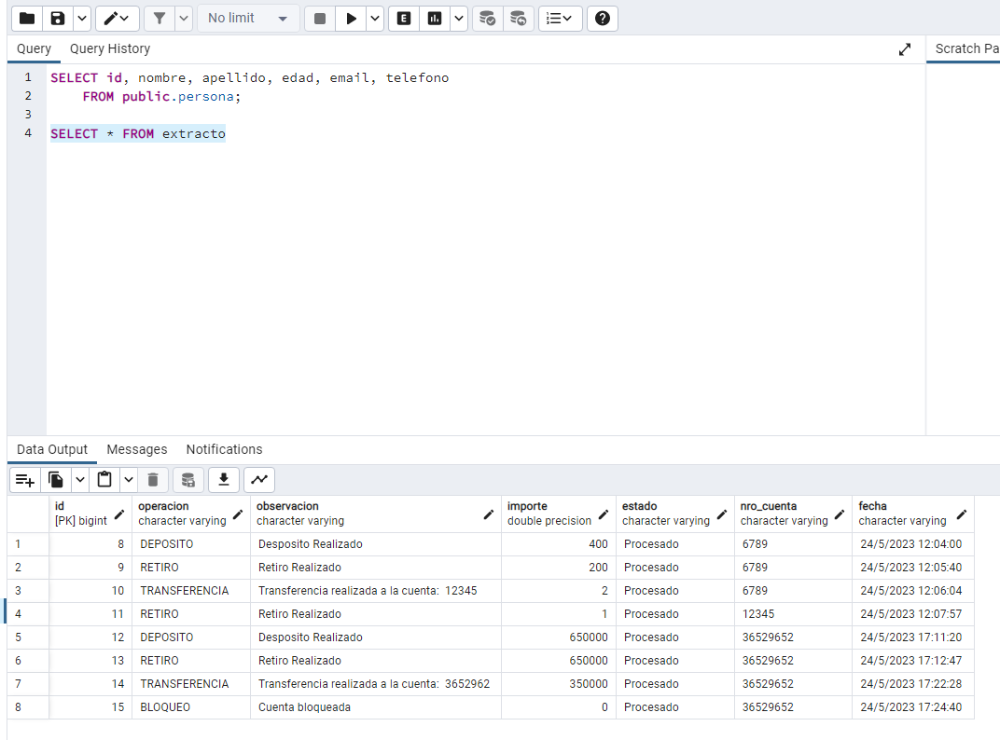 No limit
E
Query Query History Scratch Pa
1 SELECT id, nombre, apellido, edad, email, telefono
2 FROM public.persona;
3
4 SELECT * FROM extracto
Data Output Messages Notifications
id operacion observacion importe estado nro_cuenta fecha
[PK] bigint character varying character varying double precision character varying character varying character varying
1 8 DEPOSITO Desposito Realizado 400 Procesado 6789 24/5/2023 12:04:00
2 9 RETIRO Retiro Realizado 200 Procesado 6789 24/5/2023 12:05:40
3 10 TRANSFERENCIA Transferencia realizada a la cuenta: 12345 2 Procesado 6789 24/5/2023 12:06:04
4 11 RETIRO Retiro Realizado 1 Procesado 12345 24/5/2023 12:07:57
5 12 DEPOSITO Desposito Realizado 650000 Procesado 36529652 24/5/2023 17:11:20
6 13 RETIRO Retiro Realizado 650000 Procesado 36529652 24/5/2023 17:12:47
7 14 TRANSFERENCIA Transferencia realizada a la cuenta: 3652962 350000 Procesado 36529652 24/5/2023 17:22:28
8 15 BLOQUEO Cuenta bloqueada 0 Procesado 36529652 24/5/2023 17:24:40